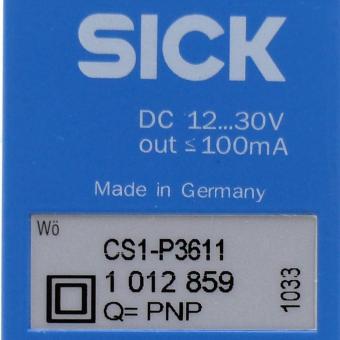 SICK
DC 12...30V
out ≤ 100mA
Made in Germany
Wö
CS1-P3611
1 012 859
Q= PNP
1033